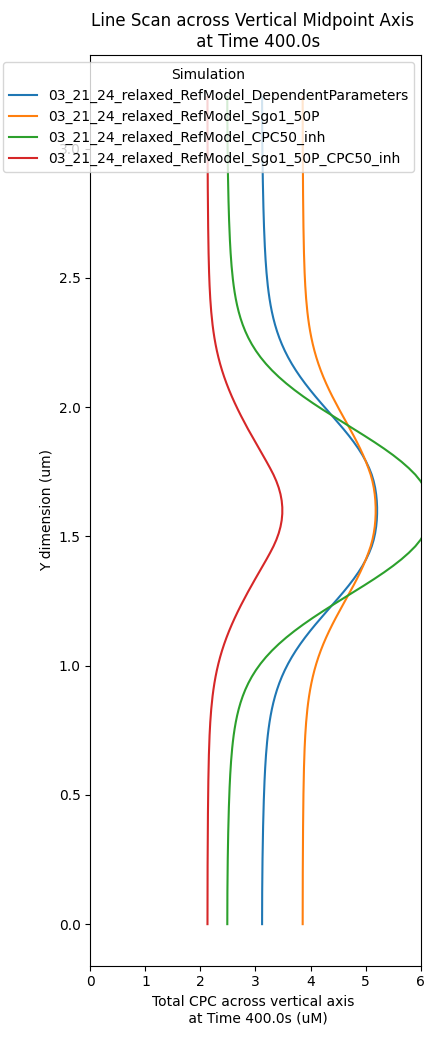 Line Scan across Vertical Midpoint Axis
at Time 400.0s
Simulation
03_21_24_relaxed_RefModel_DependentParameters
03_21_24_relaxed_RefModel_Sgo1_50P
03_21_24_relaxed_RefModel_CPC50_inh
03_21_24_relaxed_RefModel_Sgo1_50P_CPC50_inh
3.0
2.5
2.0
1.5
1.0
0.5
0.0
Y dimension (um)
0 1 2 3 4 5 6
Total CPC across vertical axis
at Time 400.0s (uM)